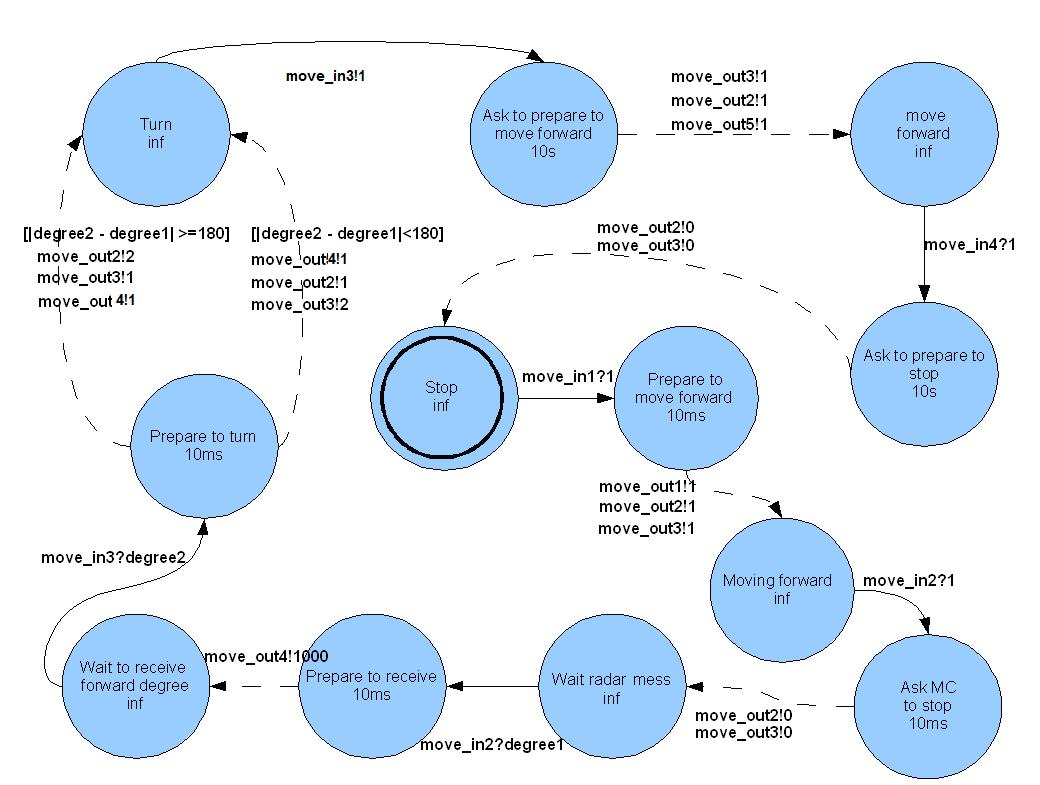 move_in3!1
Turn
inf
Ask to prepare to
move forward
10s
move_out3!1
move_out2!1
move_out5!1
move
forward
inf
[|degree2 - degree1| >=180]
move_out2!2
move_out3!1
move_out 4!1
[|degree2 - degree1|<180]
move_out!4!1
move_out2!1
move_out3!2
move_out2!0
move_out3!0
move_in4?1
Ask to prepare to
stop
10s
Stop
inf
move_in1?1
Prepare to
move forward
10ms
Prepare to turn
10ms
move_out1!1
move_out2!1
move_out3!1
move_in3?degree2
Moving forward
inf
move_in2?1
Wait to receive
forward degree
inf
move_out4!1000
Prepare to receive
10ms
Wait radar mess
inf
Ask MC
to stop
10ms
move_out2!0
move_out3!0
move_in2?degree1